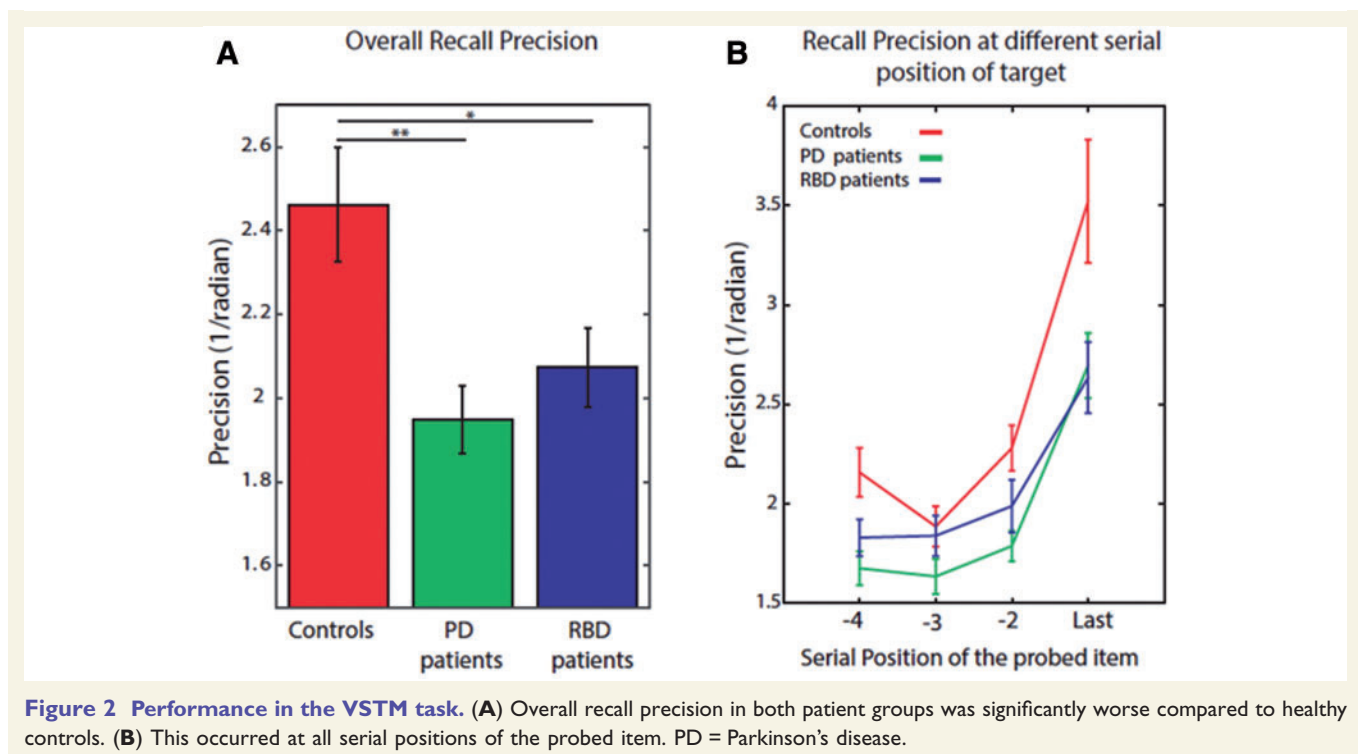 A
Overall Recall Precision
2.6
2.4
2.2
2
1.8
1.6
Precision (1/radian)
*
**
Controls
PD patients
RBD patients
B
Recall Precision at different serial
position of target
4
3.5
3
2.5
2
1.5
Precision (1/radian)
Controls
PD patients
RBD patients
-4 -3 -2 Last
Serial Position of the probed item
Figure 2 Performance in the VSTM task. (A) Overall recall precision in both patient groups was significantly worse compared to healthy
controls. (B) This occurred at all serial positions of the probed item. PD = Parkinson's disease.